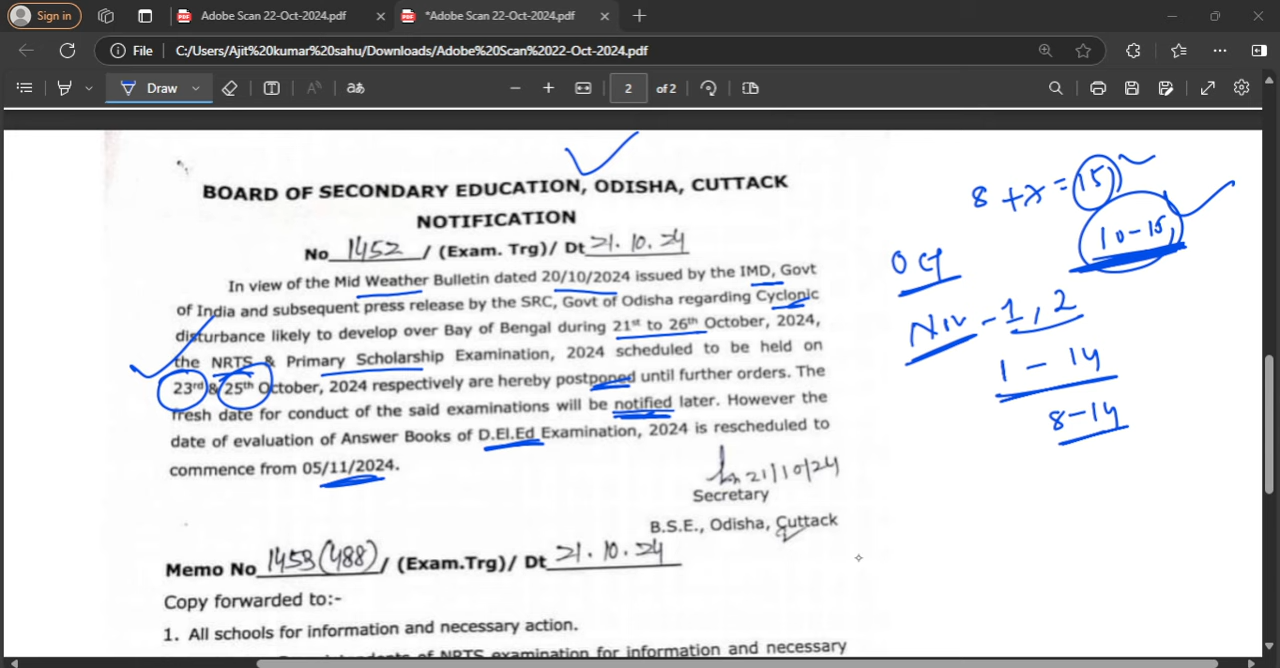 Sign in
Adobe Scan 22-Oct-2024.pdf
*Adobe Scan 22-Oct-2024.pdf
File
C:/Users/Ajit%20kumar%20sahu/Downloads/Adobe%20Scan%2022-Oct-2024.pdf
Draw
2 of 2
BOARD OF SECONDARY EDUCATION, ODISHA, CUTTACK
NOTIFICATION
No 1452 / (Exam. Trg)/ Dt 21.10.24
In view of the Mid Weather Bulletin dated 20/10/2024 issued by the IMD, Govt
of India and subsequent press release by the SRC, Govt of Odisha regarding Cyclonic
disturbance likely to develop over Bay of Bengal during 21st to 26th October, 2024,
the NRTS & Primary Scholarship Examination, 2024 scheduled to be held on
23rd & 25th October, 2024 respectively are hereby postponed until further orders. The
fresh date for conduct of the said examinations will be notified later. However the
date of evaluation of Answer Books of D.El.Ed Examination, 2024 is rescheduled to
commence from 05/11/2024.
21/10/24
Secretary
B.S.E., Odisha, Cuttack
Memo No 1453(488)/ (Exam.Trg)/ Dt 21.10.24
Copy forwarded to:-
1. All schools for information and necessary action.
of NRTS examination for information and necessary
8 + x = 15
10-15
Oct
Nov - 1, 2
1 - 14
8-14